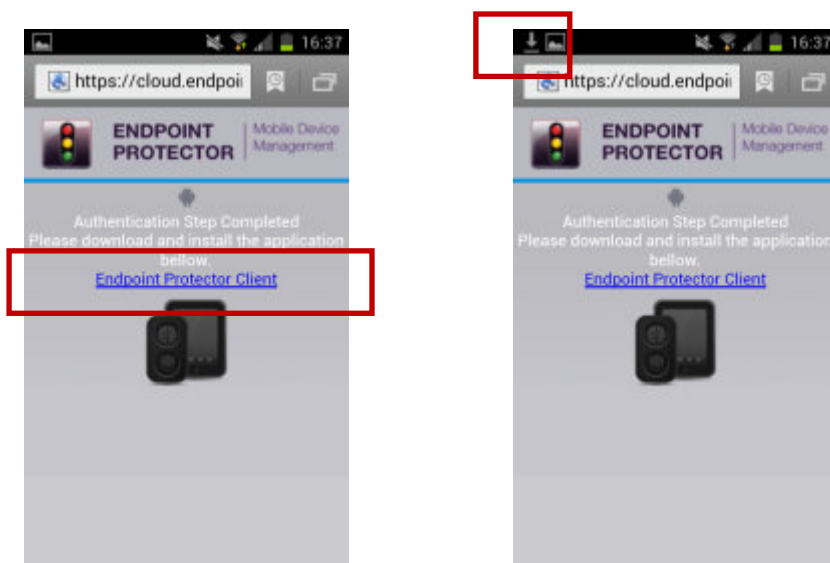 16:37
https://cloud.endpoi
ENDPOINT
PROTECTOR
Mobile Device
Management
Authentication Step Completed
Please download and install the application
bellow.
Endpoint Protector Client
16:37
https://cloud.endpoi
ENDPOINT
PROTECTOR
Mobile Device
Management
Authentication Step Completed
Please download and install the application
bellow.
Endpoint Protector Client